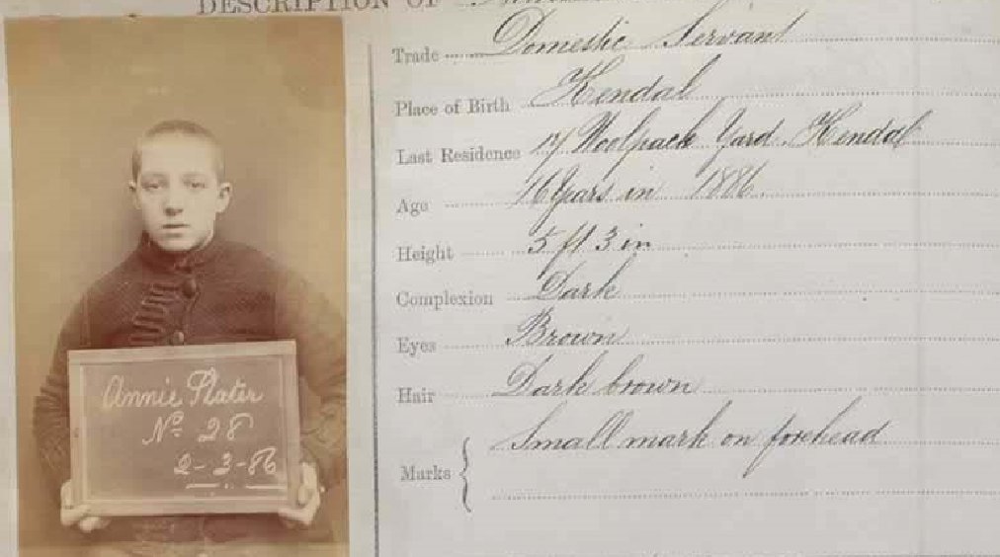 DESCRIPTION OF
Annie Slater
No. 28
2-3-86
Trade Domestic Servant
Place of Birth Kendal
Last Residence 17 Woolpack Yard. Kendal
Age 16 Years in 1886.
Height 5 ft 3 in
Complexion Dark
Eyes Brown
Hair Dark brown
Marks { Small mark on forehead